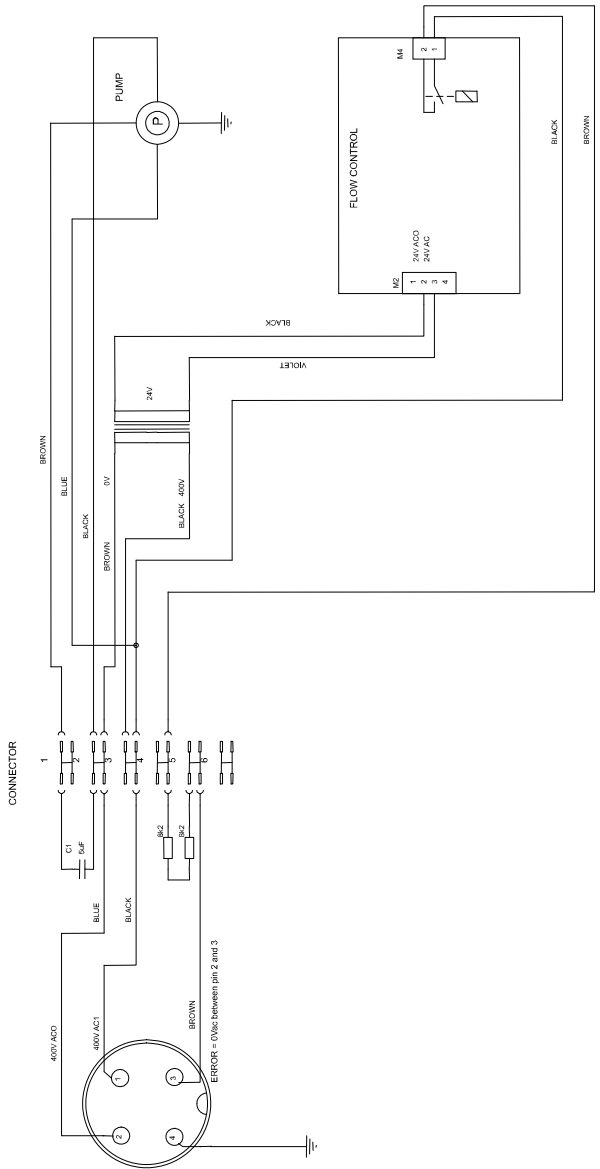 CONNECTOR
1
2
3
4
5
6
BROWN
BLUE
BLACK
BROWN
0V
BLACK
400V
24V
PUMP
P
BLACK
VIOLET
FLOW CONTROL
M4
2
1
M2
1
2
3
4
24V ACO
24V AC
BLACK
BROWN
C1
5uF
BLUE
BLACK
8k2
8k2
400V ACO
400V AC1
BROWN
ERROR = 0Vac between pin 2 and 3
1
2
3
4